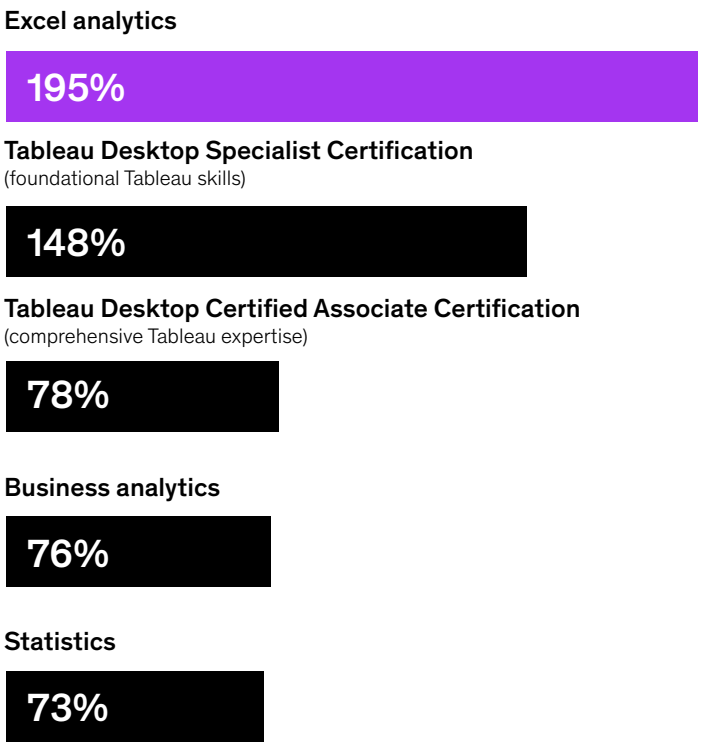 Excel analytics
195%
Tableau Desktop Specialist Certification
(foundational Tableau skills)
148%
Tableau Desktop Certified Associate Certification
(comprehensive Tableau expertise)
78%
Business analytics
76%
Statistics
73%